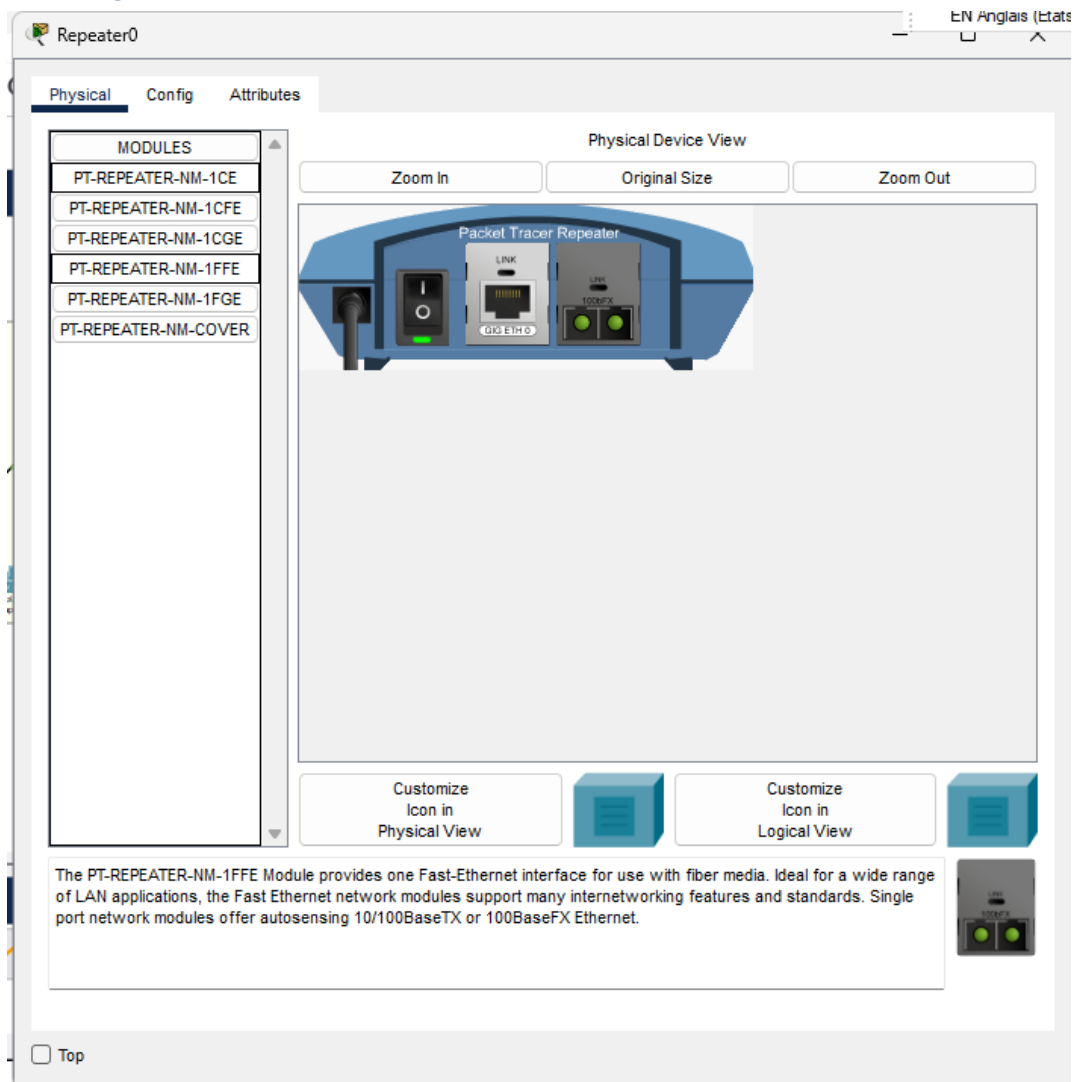 EN Anglais (États
Repeater0
Physical Config Attributes
MODULES
PT-REPEATER-NM-1CE
PT-REPEATER-NM-1CFE
PT-REPEATER-NM-1CGE
PT-REPEATER-NM-1FFE
PT-REPEATER-NM-1FGE
PT-REPEATER-NM-COVER
Physical Device View
Zoom In Original Size Zoom Out
Packet Tracer Repeater
LINK
GIG ETH 0
LINK
100bFX
Customize
Icon in
Physical View
Customize
Icon in
Logical View
The PT-REPEATER-NM-1FFE Module provides one Fast-Ethernet interface for use with fiber media. Ideal for a wide range
of LAN applications, the Fast Ethernet network modules support many internetworking features and standards. Single
port network modules offer autosensing 10/100BaseTX or 100BaseFX Ethernet.
LINK
100bFX
Top